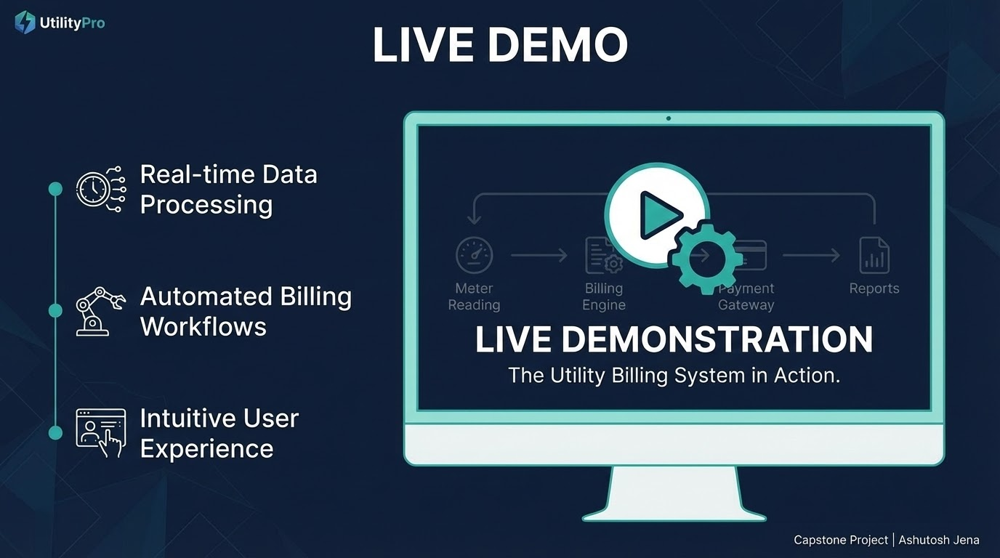 UtilityPro
LIVE DEMO
Real-time Data
Processing
Automated Billing
Workflows
Intuitive User
Experience
Meter
Reading
Billing
Engine
Payment
Gateway
Reports
LIVE DEMONSTRATION
The Utility Billing System in Action.
Capstone Project | Ashutosh Jena